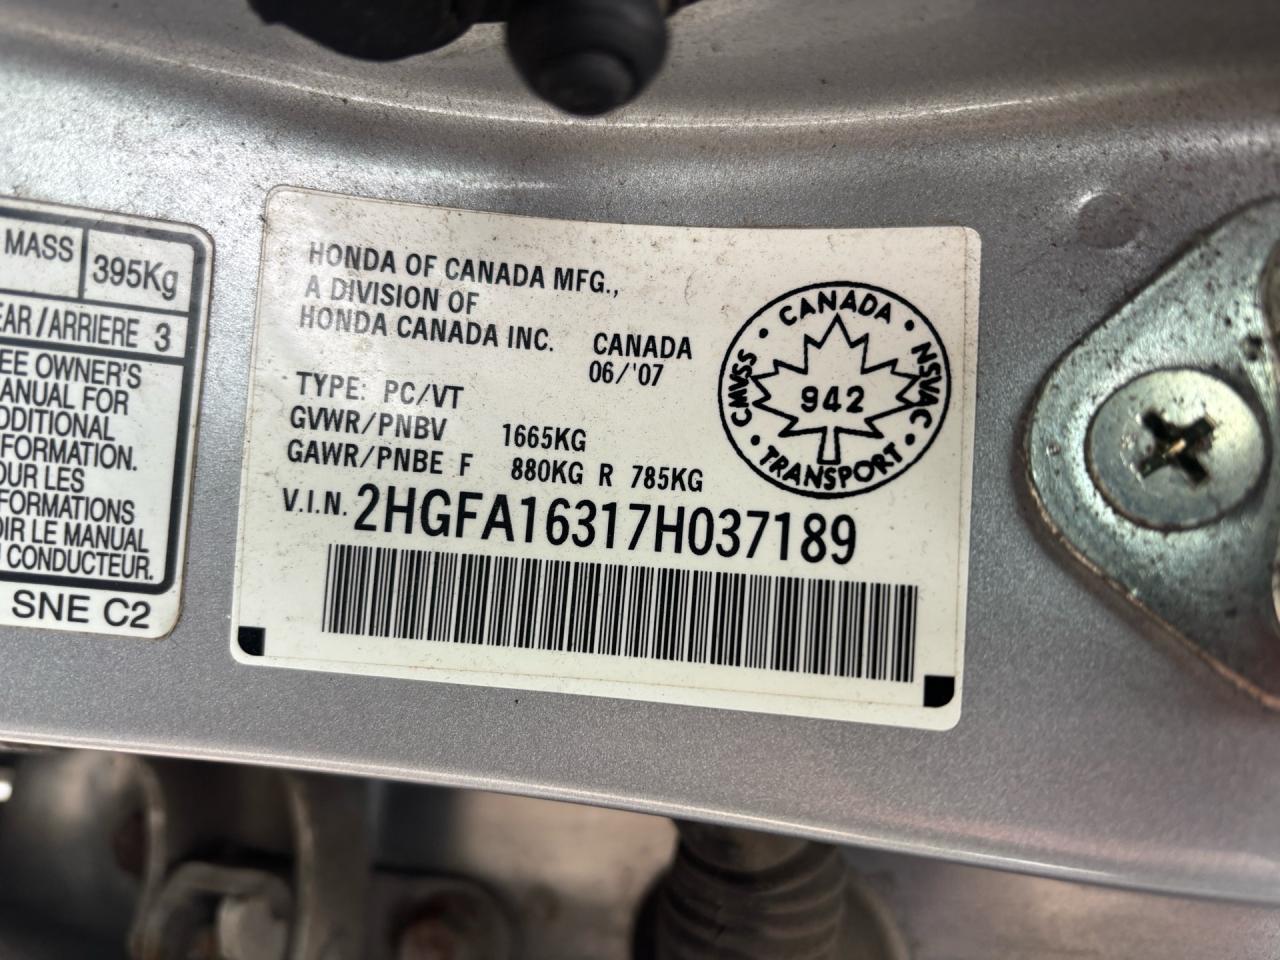 MASS 395Kg
EAR/ARRIERE 3
EE OWNER'S
ANUAL FOR
DDITIONAL
FORMATION.
OUR LES
FORMATIONS
OIR LE MANUAL
CONDUCTEUR.
SNE C2
HONDA OF CANADA MFG.,
A DIVISION OF
HONDA CANADA INC.
CANADA
06/'07
TYPE: PC/VT
GVWR/PNBV 1665KG
GAWR/PNBE F 880KG R 785KG
V.I.N. 2HGFA16317H037189
CANADA
CMVSS
NSVAC
942
TRANSPORT